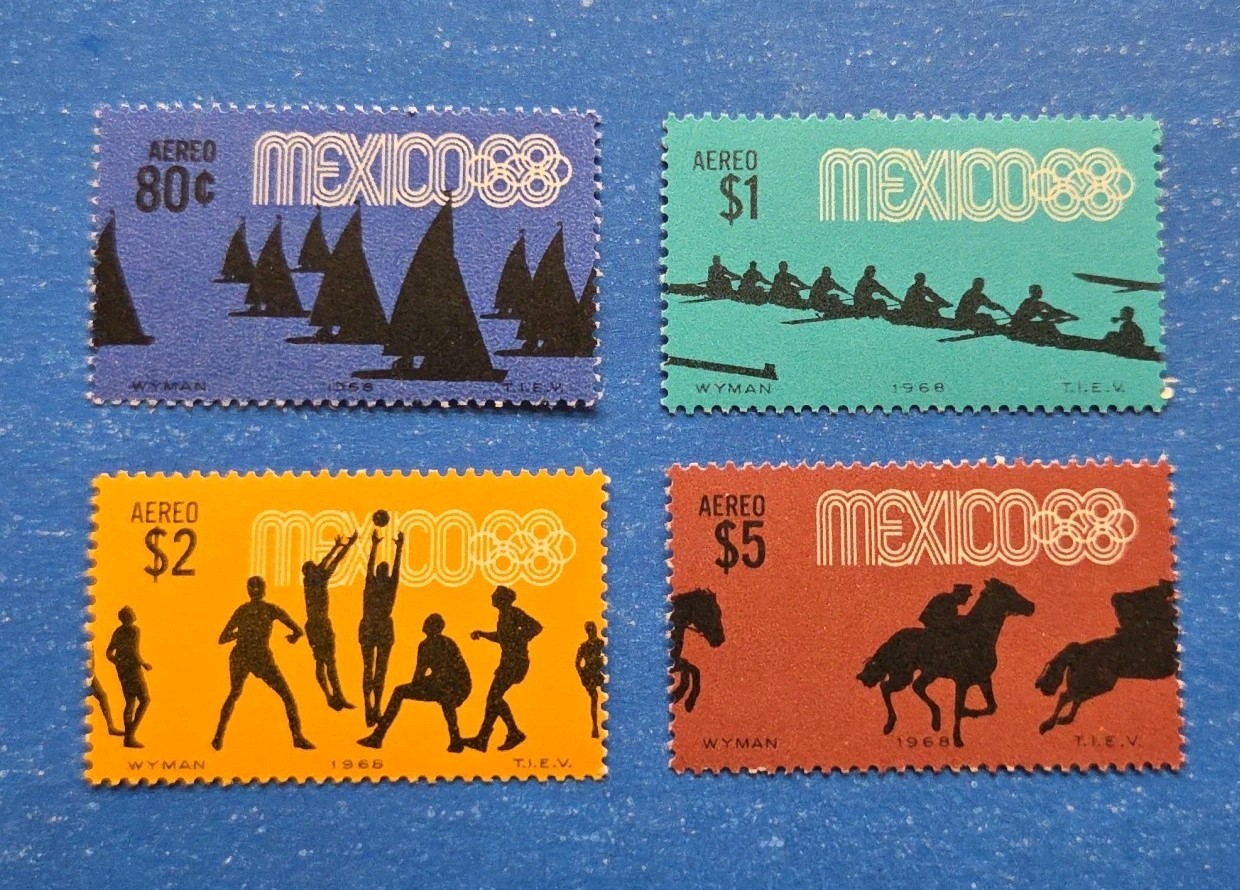 AEREO MEXICO68
80¢
WYMAN 1968 T.I.E.V.
AEREO MEXICO68
$1
WYMAN 1968 T.I.E.V.
AEREO MEXICO68
$2
WYMAN 1968 T.I.E.V.
AEREO MEXICO68
$5
WYMAN 1968 T.I.E.V.